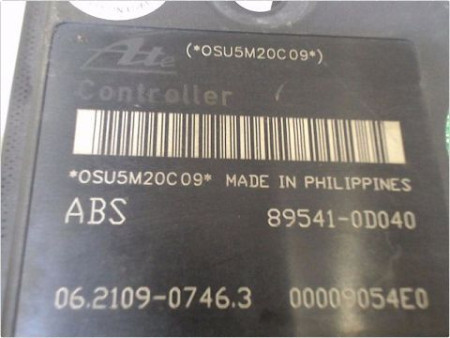 Ate (*OSU5M20C09*)
Controller
*OSU5M20C09* MADE IN PHILIPPINES
ABS 89541-0D040
06.2109-0746.3 00009054E0